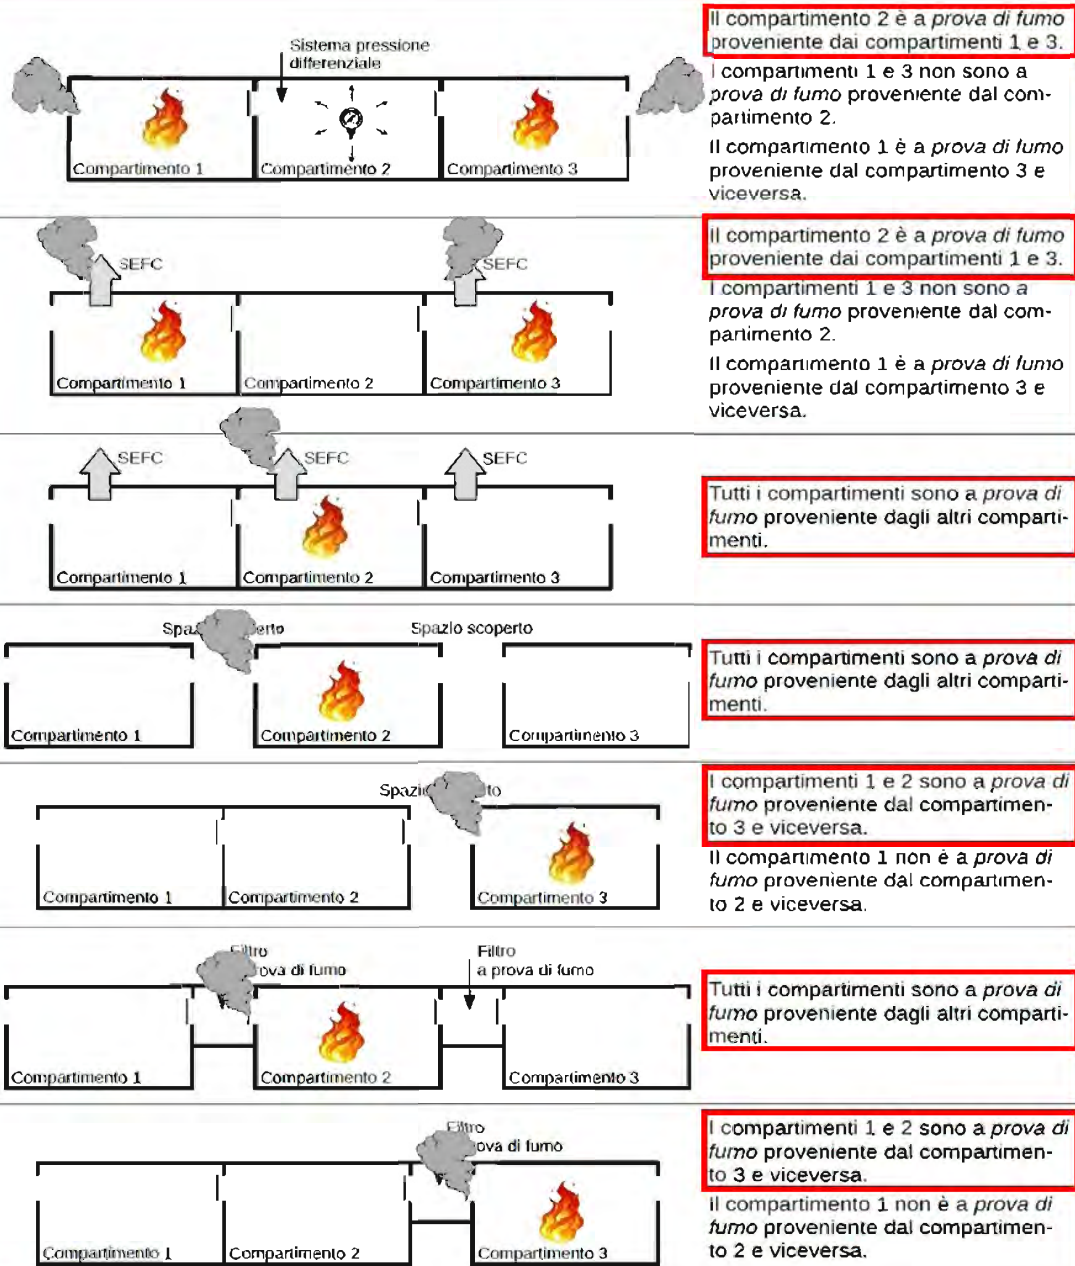 Sistema pressione
differenziale
Compartimento 1
Compartimento 2
Compartimento 3
Il compartimento 2 è a prova di fumo
proveniente dai compartimenti 1 e 3.
I compartimenti 1 e 3 non sono a
prova di fumo proveniente dal com-
partimento 2.
Il compartimento 1 è a prova di fumo
proveniente dal compartimento 3 e
viceversa.
SEFC
SEFC
Compartimento 1
Compartimento 2
Compartimento 3
Il compartimento 2 è a prova di fumo
proveniente dai compartimenti 1 e 3.
I compartimenti 1 e 3 non sono a
prova di fumo proveniente dal com-
partimento 2.
Il compartimento 1 è a prova di fumo
proveniente dal compartimento 3 e
viceversa.
SEFC
SEFC
SEFC
Compartimento 1
Compartimento 2
Compartimento 3
Tutti i compartimenti sono a prova di
fumo proveniente dagli altri comparti-
menti.
Spazio scoperto
Compartimento 1
Compartimento 2
Compartimento 3
Tutti i compartimenti sono a prova di
fumo proveniente dagli altri comparti-
menti.
Compartimento 1
Compartimento 2
Compartimento 3
I compartimenti 1 e 2 sono a prova di
fumo proveniente dal compartimen-
to 3 e viceversa.
Il compartimento 1 non è a prova di
fumo proveniente dal compartimen-
to 2 e viceversa.
Filtro
di fumo
Filtro
a prova di fumo
Compartimento 1
Compartimento 2
Compartimento 3
Tutti i compartimenti sono a prova di
fumo proveniente dagli altri comparti-
menti.
Filtro
di fumo
Compartimento 1
Compartimento 2
Compartimento 3
I compartimenti 1 e 2 sono a prova di
fumo proveniente dal compartimen-
to 3 e viceversa.
Il compartimento 1 non è a prova di
fumo proveniente dal compartimen-
to 2 e viceversa.